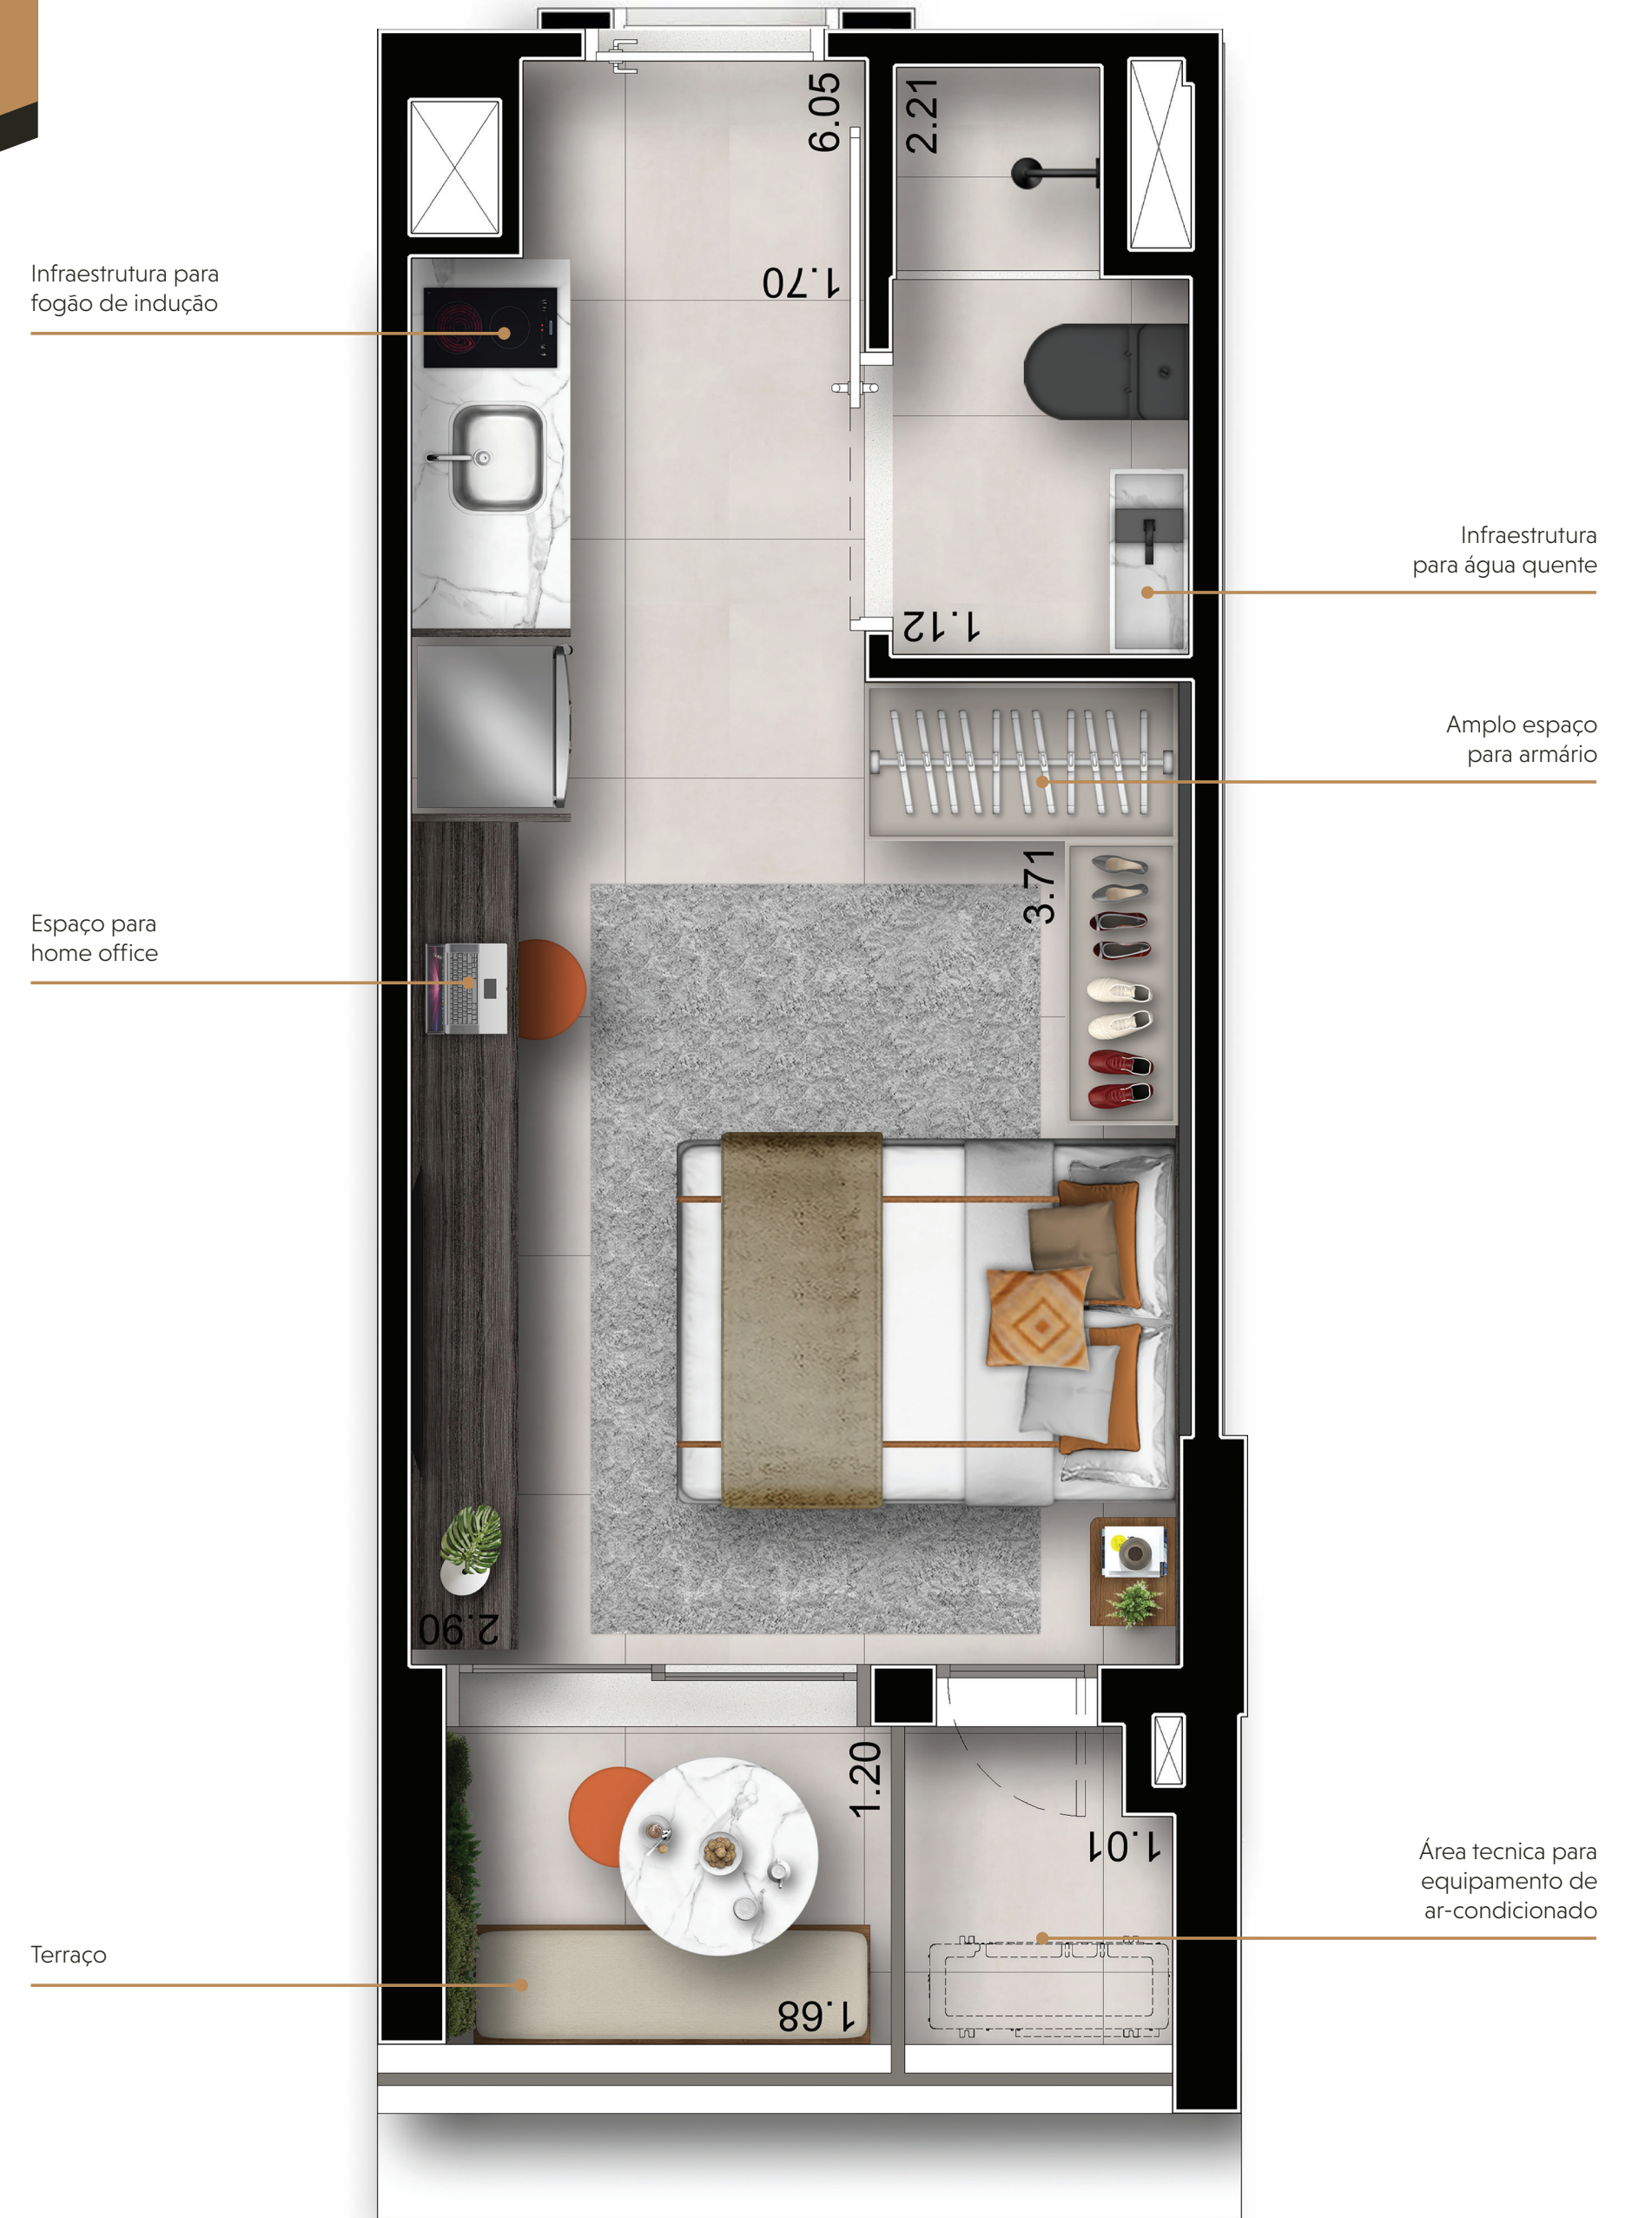 6.05
2.21
Infraestrutura para
fogão de indução
1.70
Infraestrutura
para água quente
1.12
Amplo espaço
para armário
3.71
Espaço para
home office
2.90
1.20
1.01
Área tecnica para
equipamento de
ar-condicionado
Terraço
1.68